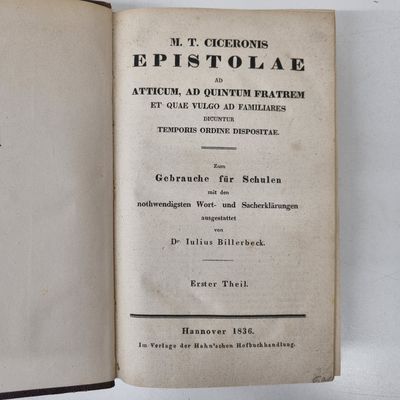 M. T. CICERONIS
EPISTOLAE
AD
ATTICUM, AD QUINTUM FRATREM
ET QUAE VULGO AD FAMILIARES
DICUNTUR
TEMPORIS ORDINE DISPOSITAE.
Zum
Gebrauche für Schulen
mit den
nothwendigsten Wort- und Sacherklärungen
ausgestattet
von
Dr Iulius Billerbeck.
Erster Theil.
Hannover 1836.
Im Verlage der Hahn'schen Hofbuchhandlung.